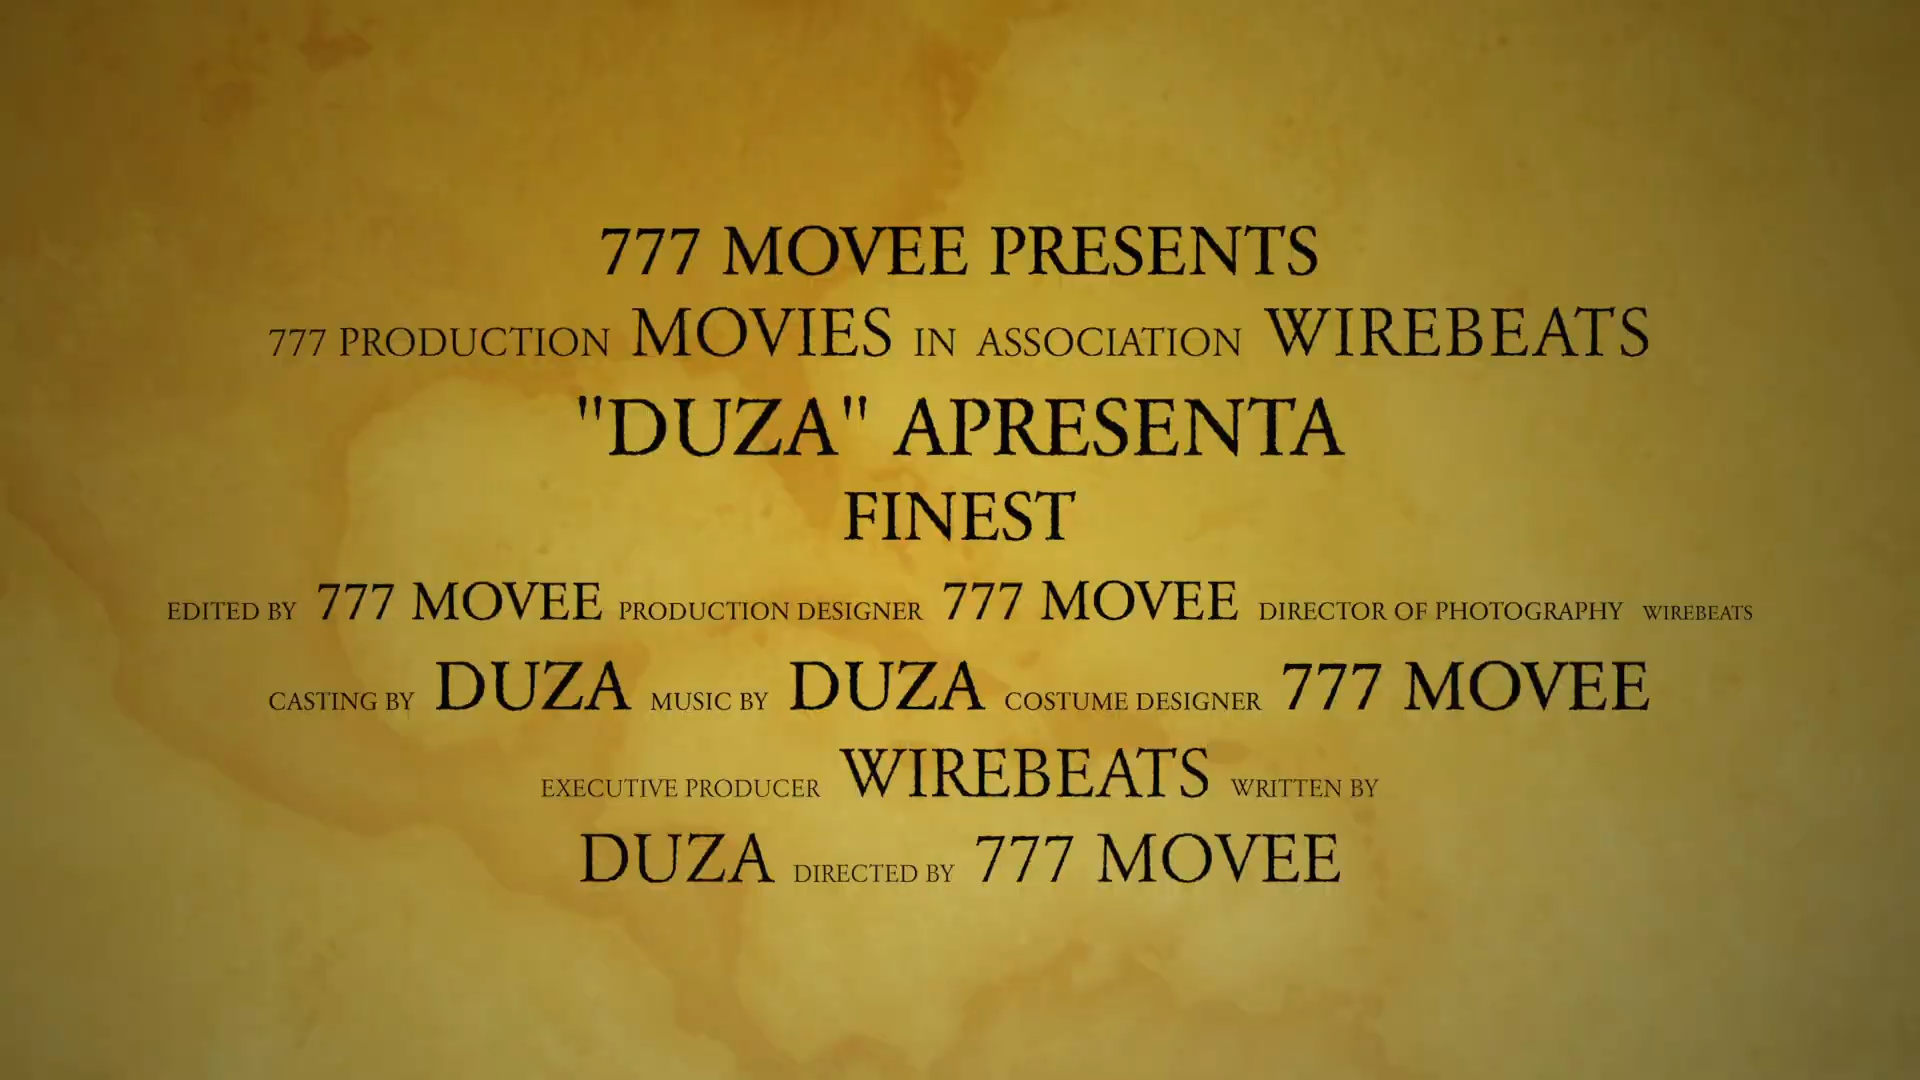 777 MOVEE PRESENTS
777 PRODUCTION MOVIES IN ASSOCIATION WIREBEATS
"DUZA" APRESENTA
FINEST
EDITED BY 777 MOVEE PRODUCTION DESIGNER 777 MOVEE DIRECTOR OF PHOTOGRAPHY WIREBEATS
CASTING BY DUZA MUSIC BY DUZA COSTUME DESIGNER 777 MOVEE
EXECUTIVE PRODUCER WIREBEATS WRITTEN BY
DUZA DIRECTED BY 777 MOVEE